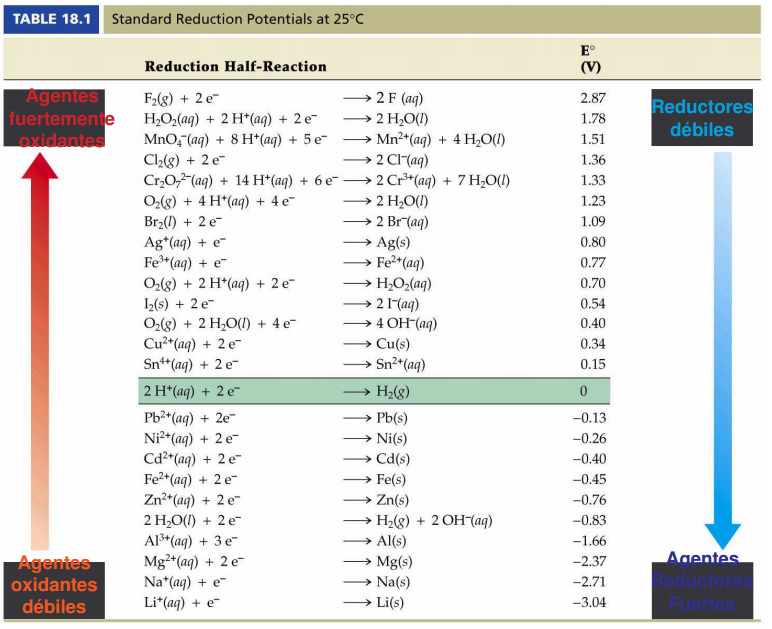 TABLE 18.1 Standard Reduction Potentials at 25°C
Reduction Half-Reaction E° (V)
Agentes
fuertemente
oxidantes
Reductores
débiles
F₂(g) + 2 e⁻ ⟶ 2 F (aq) 2.87
H₂O₂(aq) + 2 H⁺(aq) + 2 e⁻ ⟶ 2 H₂O(l) 1.78
MnO₄⁻(aq) + 8 H⁺(aq) + 5 e⁻ ⟶ Mn²⁺(aq) + 4 H₂O(l) 1.51
Cl₂(g) + 2 e⁻ ⟶ 2 Cl⁻(aq) 1.36
Cr₂O₇²⁻(aq) + 14 H⁺(aq) + 6 e⁻ ⟶ 2 Cr³⁺(aq) + 7 H₂O(l) 1.33
O₂(g) + 4 H⁺(aq) + 4 e⁻ ⟶ 2 H₂O(l) 1.23
Br₂(l) + 2 e⁻ ⟶ 2 Br⁻(aq) 1.09
Ag⁺(aq) + e⁻ ⟶ Ag(s) 0.80
Fe³⁺(aq) + e⁻ ⟶ Fe²⁺(aq) 0.77
O₂(g) + 2 H⁺(aq) + 2 e⁻ ⟶ H₂O₂(aq) 0.70
I₂(s) + 2 e⁻ ⟶ 2 I⁻(aq) 0.54
O₂(g) + 2 H₂O(l) + 4 e⁻ ⟶ 4 OH⁻(aq) 0.40
Cu²⁺(aq) + 2 e⁻ ⟶ Cu(s) 0.34
Sn⁴⁺(aq) + 2 e⁻ ⟶ Sn²⁺(aq) 0.15
2 H⁺(aq) + 2 e⁻ ⟶ H₂(g) 0
Pb²⁺(aq) + 2e⁻ ⟶ Pb(s) −0.13
Ni²⁺(aq) + 2 e⁻ ⟶ Ni(s) −0.26
Cd²⁺(aq) + 2 e⁻ ⟶ Cd(s) −0.40
Fe²⁺(aq) + 2 e⁻ ⟶ Fe(s) −0.45
Zn²⁺(aq) + 2 e⁻ ⟶ Zn(s) −0.76
2 H₂O(l) + 2 e⁻ ⟶ H₂(g) + 2 OH⁻(aq) −0.83
Al³⁺(aq) + 3 e⁻ ⟶ Al(s) −1.66
Mg²⁺(aq) + 2 e⁻ ⟶ Mg(s) −2.37
Na⁺(aq) + e⁻ ⟶ Na(s) −2.71
Li⁺(aq) + e⁻ ⟶ Li(s) −3.04
Agentes
oxidantes
débiles
Agentes
Reductores
Fuertes